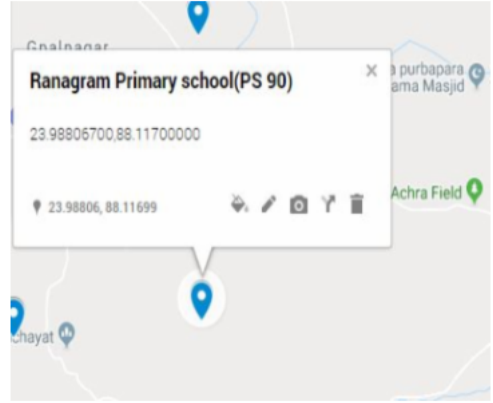 Gpalnagar
Ranagram Primary school(PS 90)
23.98806700,88.11700000
23.98806, 88.11699
a purbapara
ama Masjid
Achra Field
chayat